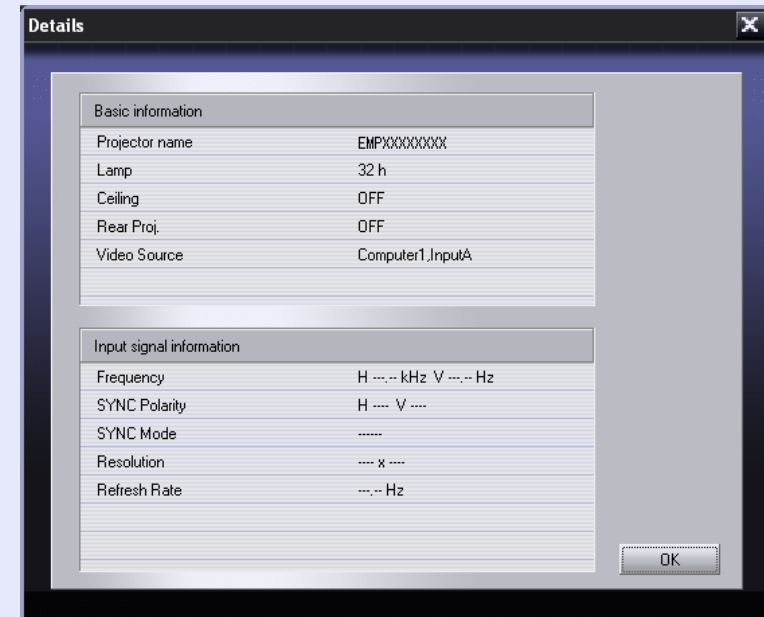 Details
Basic information
Projector name EMPXXXXXXXX
Lamp 32 h
Ceiling OFF
Rear Proj. OFF
Video Source Computer1,InputA
Input signal information
Frequency H ---.-- kHz V ---.-- Hz
SYNC Polarity H ---- V ----
SYNC Mode ------
Resolution ---- x ----
Refresh Rate ---.-- Hz
OK